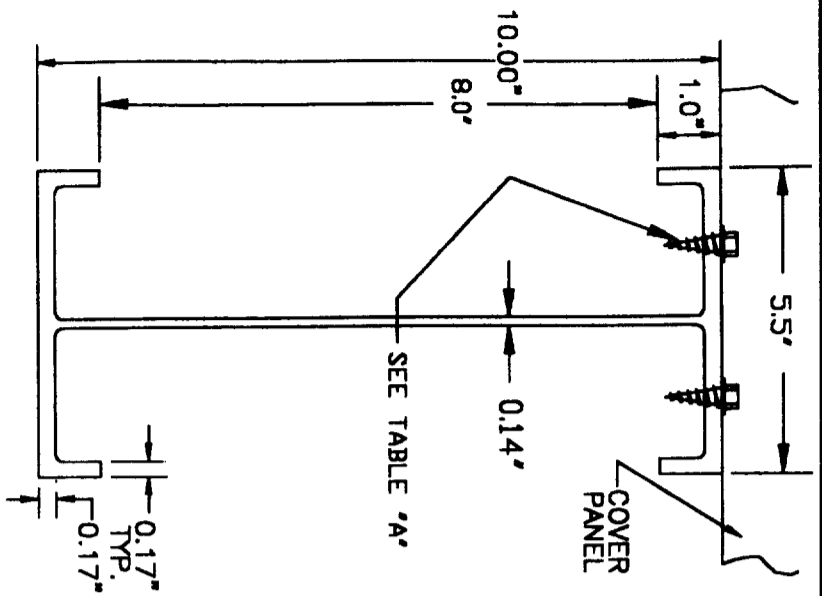 10.00"
8.0"
1.0"
5.5"
SEE TABLE "A"
0.14"
COVER
PANEL
0.17"
TYP.
0.17"